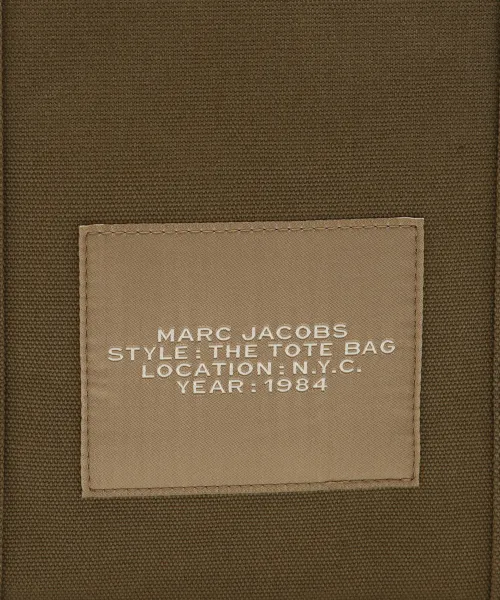 MARC JACOBS
STYLE : THE TOTE BAG
LOCATION : N.Y.C.
YEAR : 1984